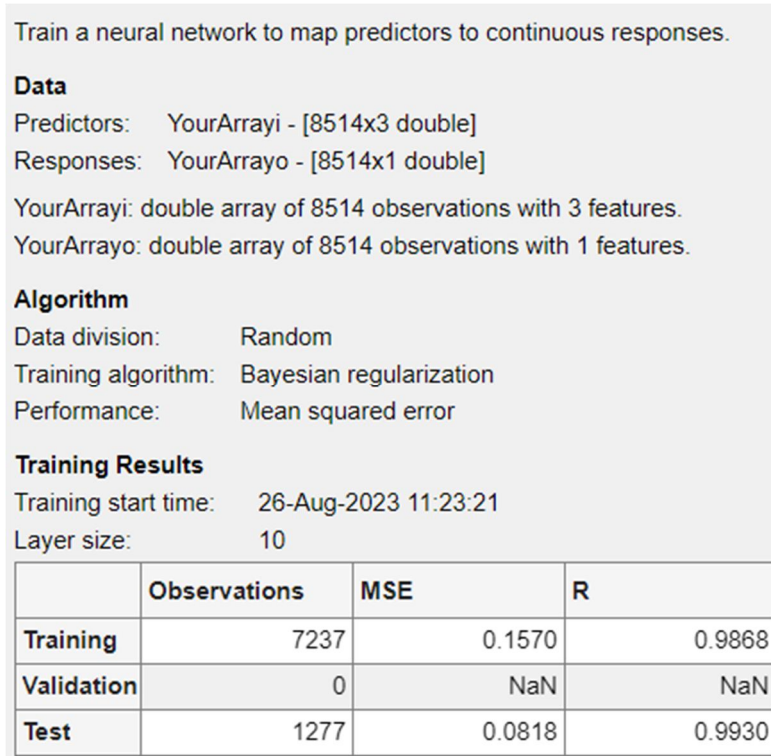 Train a neural network to map predictors to continuous responses.
Data
Predictors: YourArrayi - [8514x3 double]
Responses: YourArrayo - [8514x1 double]
YourArrayi: double array of 8514 observations with 3 features.
YourArrayo: double array of 8514 observations with 1 features.
Algorithm
Data division: Random
Training algorithm: Bayesian regularization
Performance: Mean squared error
Training Results
Training start time: 26-Aug-2023 11:23:21
Layer size: 10
Observations MSE R
Training 7237 0.1570 0.9868
Validation 0 NaN NaN
Test 1277 0.0818 0.9930